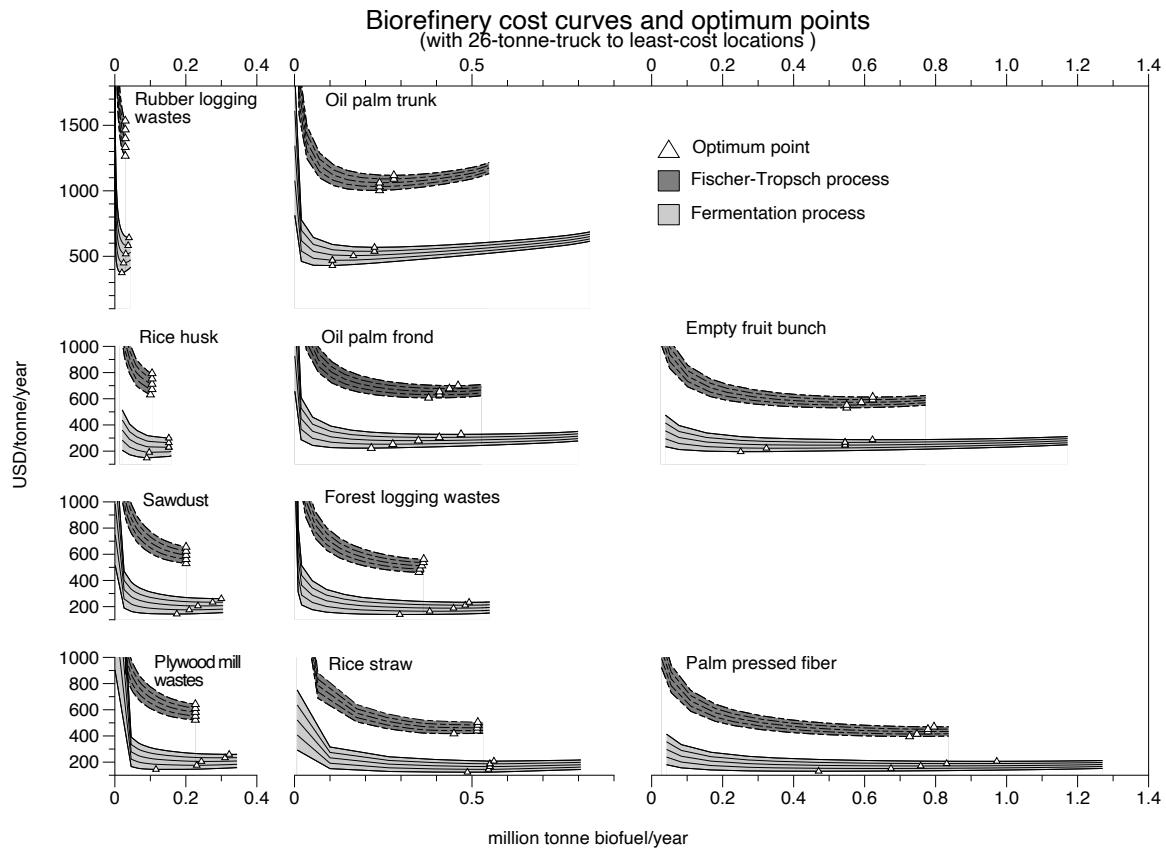 Biorefinery cost curves and optimum points
(with 26-tonne-truck to least-cost locations )
0 0.2 0.4 0 0.5 0 0.2 0.4 0.6 0.8 1.0 1.2 1.4
Rubber logging
wastes
Oil palm trunk
1500
1000
500
Optimum point
Fischer-Tropsch process
Fermentation process
USD/tonne/year
Rice husk
Oil palm frond
Empty fruit bunch
1000
800
600
400
200
Sawdust
Forest logging wastes
1000
800
600
400
200
Plywood mill
wastes
Rice straw
Palm pressed fiber
1000
800
600
400
200
0 0.2 0.4 0 0.5 0 0.2 0.4 0.6 0.8 1.0 1.2 1.4
million tonne biofuel/year